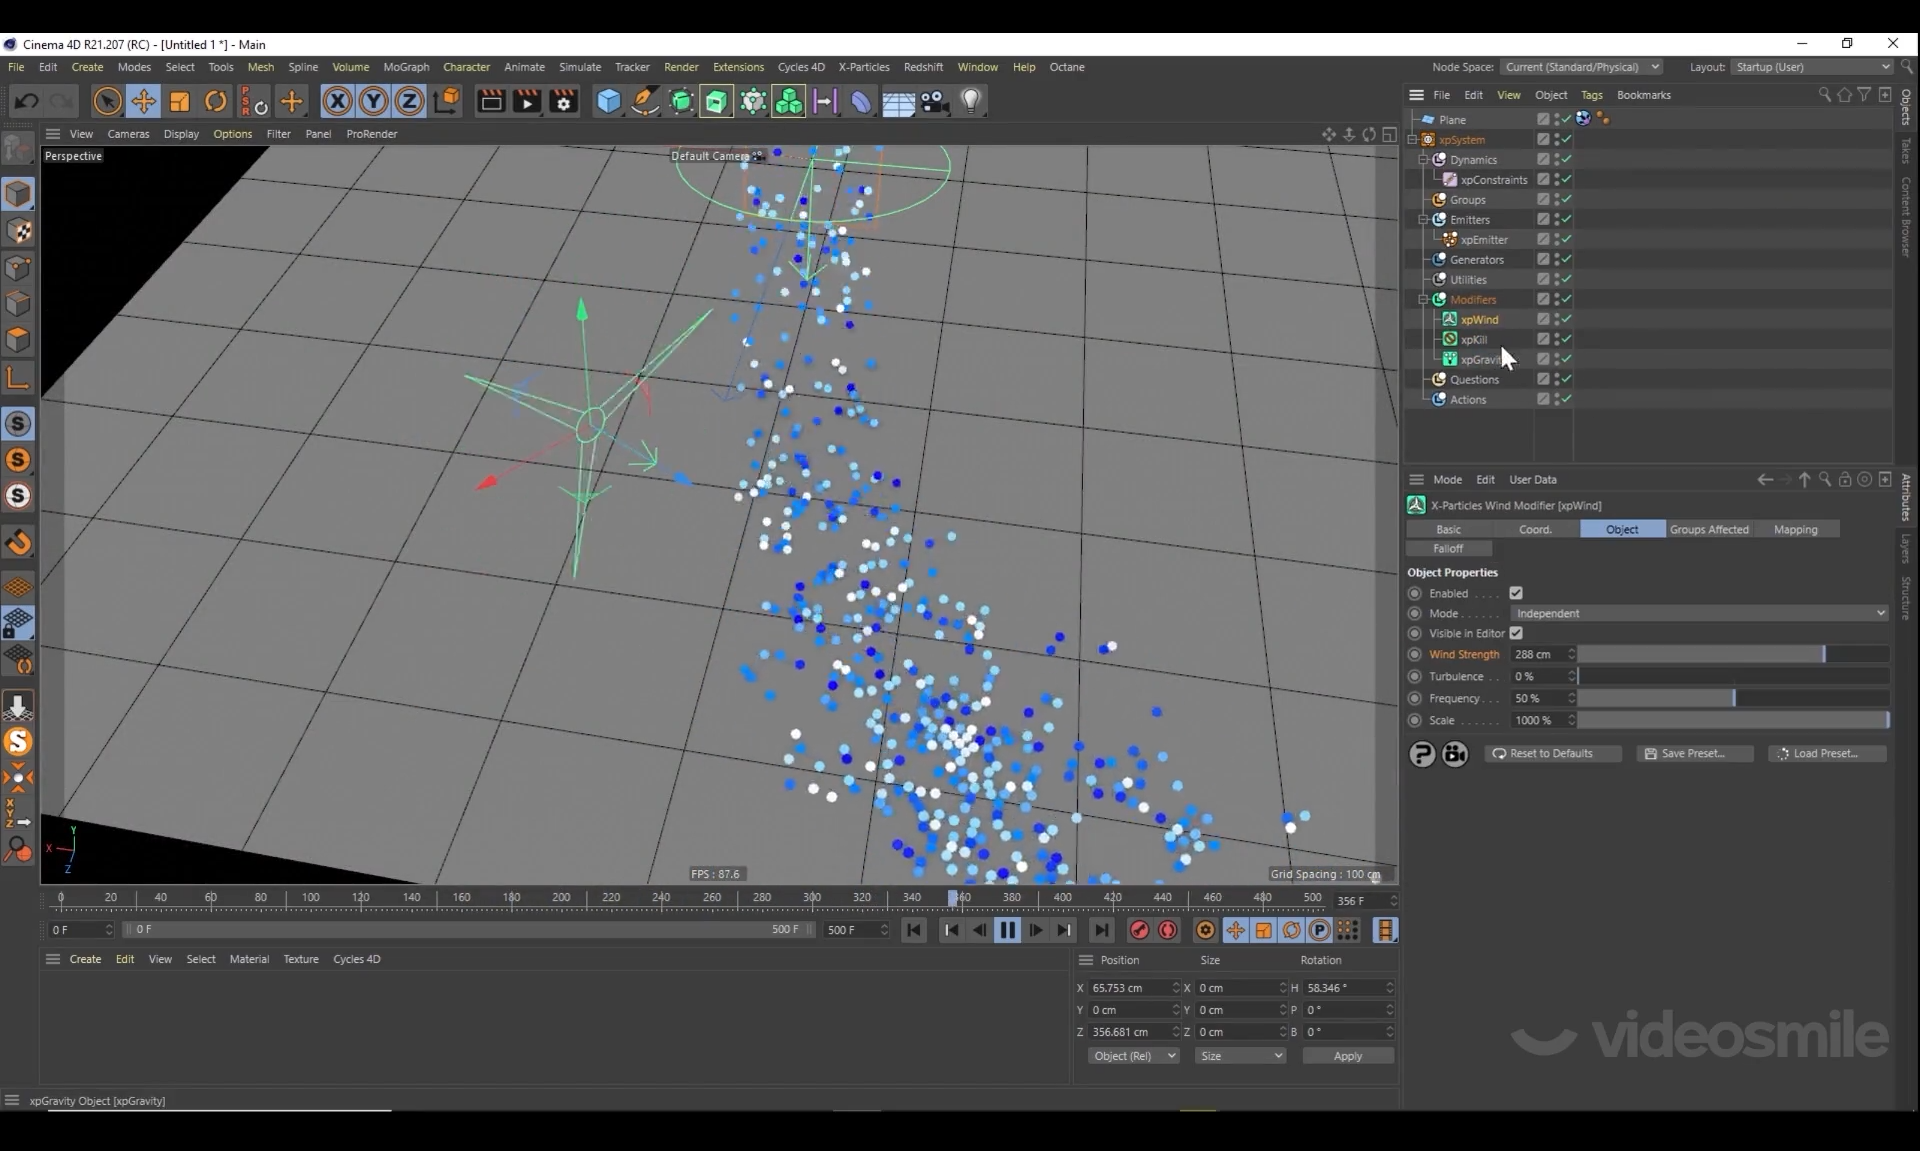 Cinema 4D R21.207 (RC) - [Untitled 1 *] - Main
File Edit Create Modes Select Tools Mesh Spline Volume MoGraph Character Animate Simulate Tracker Render Extensions Cycles 4D X-Particles Redshift Window Help Octane
Node Space: Current (Standard/Physical) Layout: Startup (User)
PSR X Y Z
File Edit View Object Tags Bookmarks
View Cameras Display Options Filter Panel ProRender
Perspective
Default Camera
Plane
xpSystem
Dynamics
xpConstraints
Groups
Emitters
xpEmitter
Generators
Utilities
Modifiers
xpWind
xpKill
xpGravit
Questions
Actions
Objects
Takes
Content Browser
Mode Edit User Data
X-Particles Wind Modifier [xpWind]
Basic Coord. Object Groups Affected Mapping
Falloff
Object Properties
Enabled
Mode Independent
Visible in Editor
Wind Strength 288 cm
Turbulence 0 %
Frequency 50 %
Scale 1000 %
Reset to Defaults Save Preset... Load Preset...
Attributes
Layers
Structure
S
S
S
S
X Y Z
Y
X
Z
FPS : 87.6
Grid Spacing : 100 cm
0 20 40 60 80 100 120 140 160 180 200 220 240 260 280 300 320 340 360 380 400 420 440 460 480 500 356 F
0 F 0 F 500 F 500 F P
Create Edit View Select Material Texture Cycles 4D
Position Size Rotation
X 65.753 cm X 0 cm H 58.346 °
Y 0 cm Y 0 cm P 0 °
Z 356.681 cm Z 0 cm B 0 °
Object (Rel) Size Apply
videosmile
xpGravity Object [xpGravity]